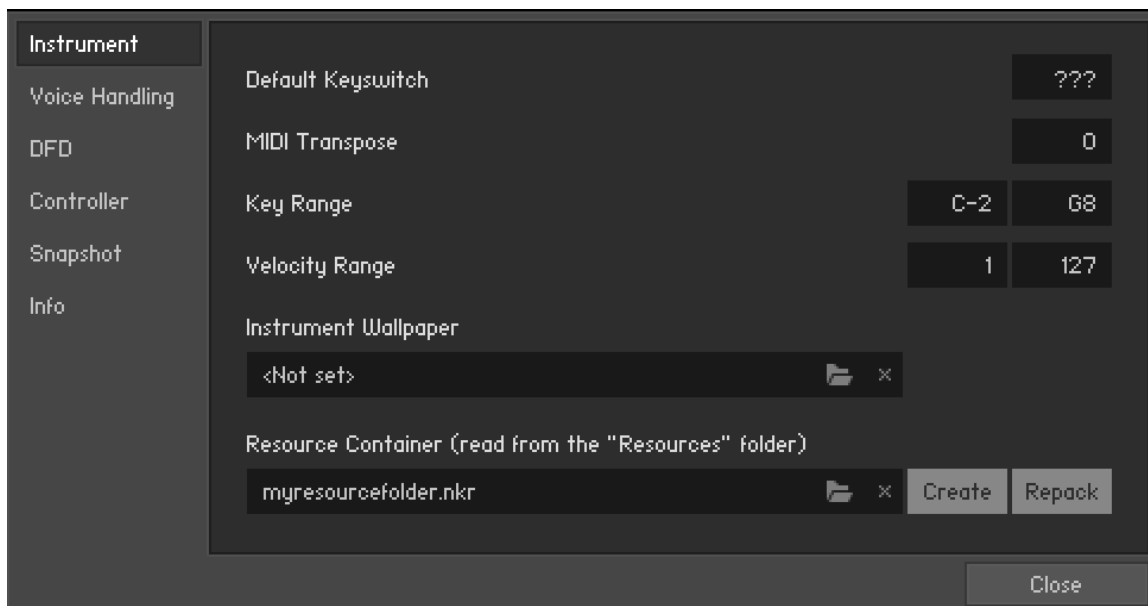 Instrument
Voice Handling
DFD
Controller
Snapshot
Info
Default Keyswitch ???
MIDI Transpose 0
Key Range C-2 G8
Velocity Range 1 127
Instrument Wallpaper
<Not set> ×
Resource Container (read from the "Resources" folder)
myresourcefolder.nkr × Create Repack
Close